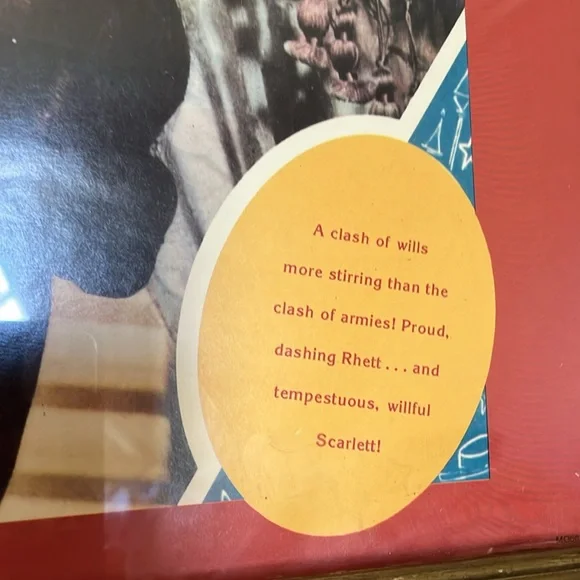 A clash of wills
more stirring than the
clash of armies! Proud,
dashing Rhett . . . and
tempestuous, willful
Scarlett!